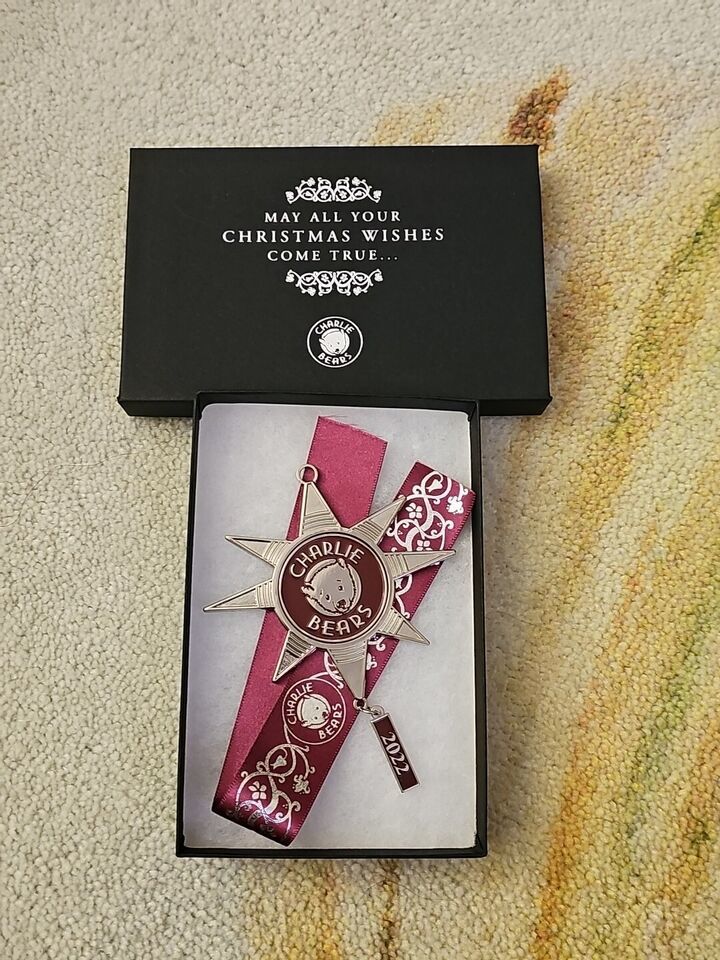 MAY ALL YOUR
CHRISTMAS WISHES
COME TRUE...
CHARLIE
BEARS
CHARLIE
BEARS
CHARLIE
BEARS
2022